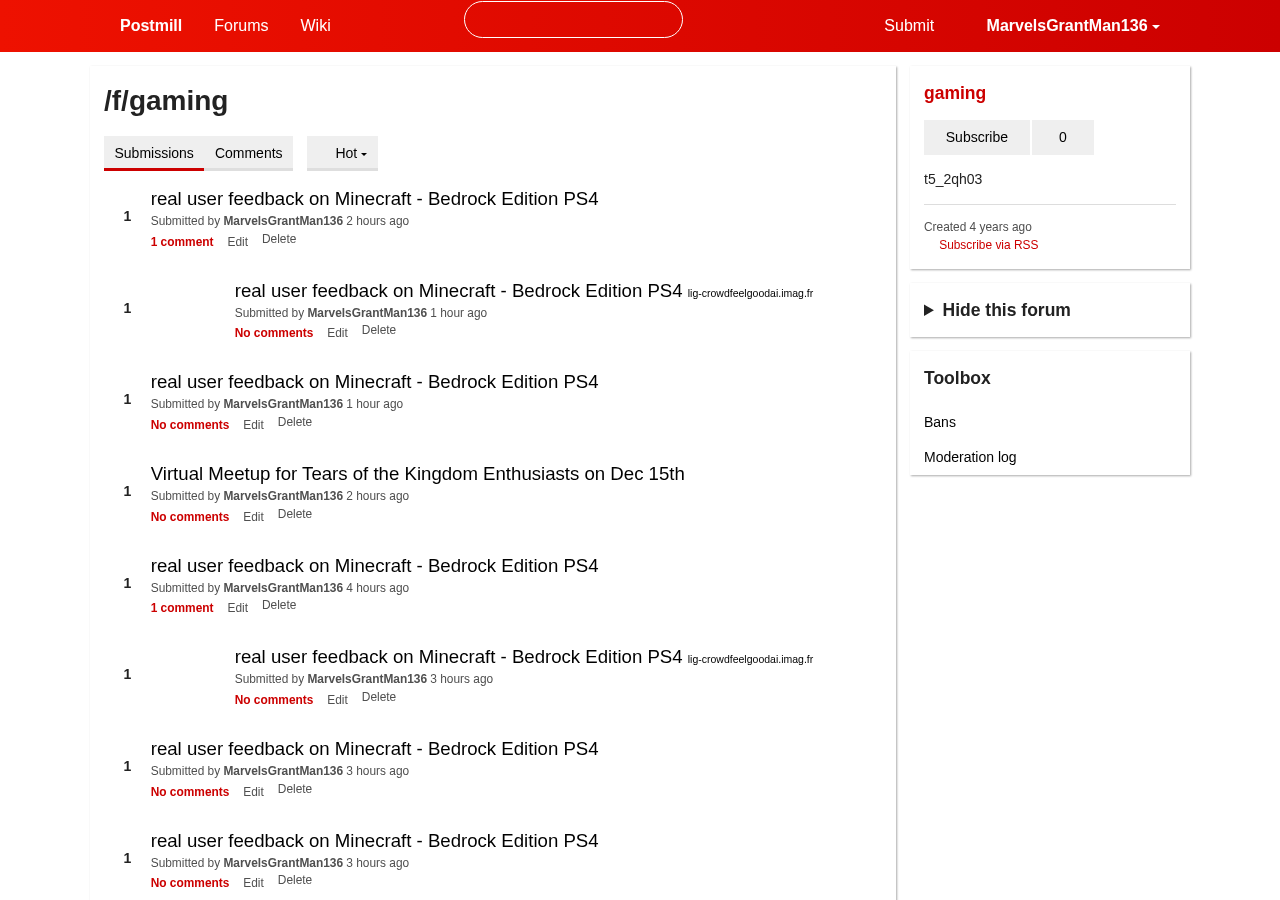 Postmill Forums Wiki Submit MarvelsGrantMan136
/f/gaming
Submissions Comments Hot
real user feedback on Minecraft - Bedrock Edition PS4
1
Submitted by MarvelsGrantMan136 2 hours ago
1 comment Edit Delete
real user feedback on Minecraft - Bedrock Edition PS4 lig-crowdfeelgoodai.imag.fr
1
Submitted by MarvelsGrantMan136 1 hour ago
No comments Edit Delete
real user feedback on Minecraft - Bedrock Edition PS4
1
Submitted by MarvelsGrantMan136 1 hour ago
No comments Edit Delete
Virtual Meetup for Tears of the Kingdom Enthusiasts on Dec 15th
1
Submitted by MarvelsGrantMan136 2 hours ago
No comments Edit Delete
real user feedback on Minecraft - Bedrock Edition PS4
1
Submitted by MarvelsGrantMan136 4 hours ago
1 comment Edit Delete
real user feedback on Minecraft - Bedrock Edition PS4 lig-crowdfeelgoodai.imag.fr
1
Submitted by MarvelsGrantMan136 3 hours ago
No comments Edit Delete
real user feedback on Minecraft - Bedrock Edition PS4
1
Submitted by MarvelsGrantMan136 3 hours ago
No comments Edit Delete
real user feedback on Minecraft - Bedrock Edition PS4
1
Submitted by MarvelsGrantMan136 3 hours ago
No comments Edit Delete
gaming
Subscribe 0
t5_2qh03
Created 4 years ago
Subscribe via RSS
Hide this forum
Toolbox
Bans
Moderation log